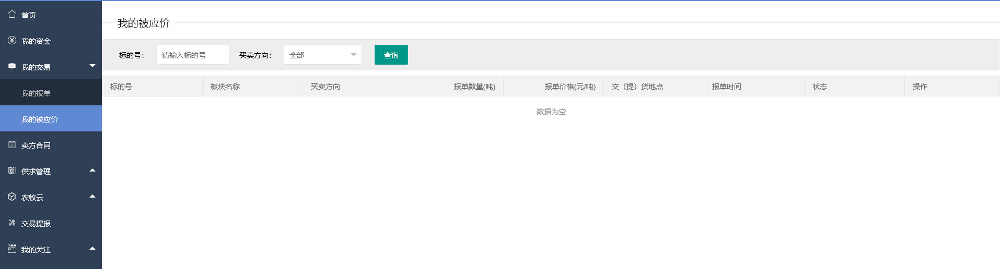 首页
我的资金
我的交易
我的报单
我的被应价
卖方合同
供求管理
农牧云
交易提报
我的关注
我的被应价
标的号： 请输入标的号 买卖方向： 全部 查询
标的号 板块名称 买卖方向 报单数量(吨) 报单价格(元/吨) 交（提）货地点 报单时间 状态 操作
数据为空